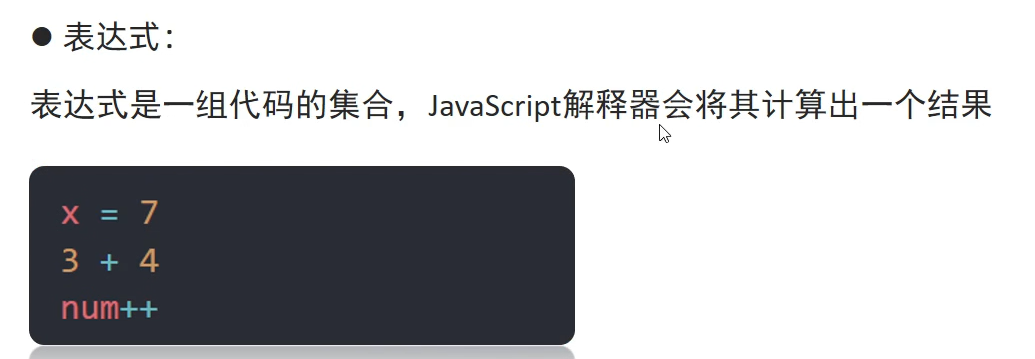 ● 表达式：
表达式是一组代码的集合，JavaScript解释器会将其计算出一个结果
x = 7
3 + 4
num++